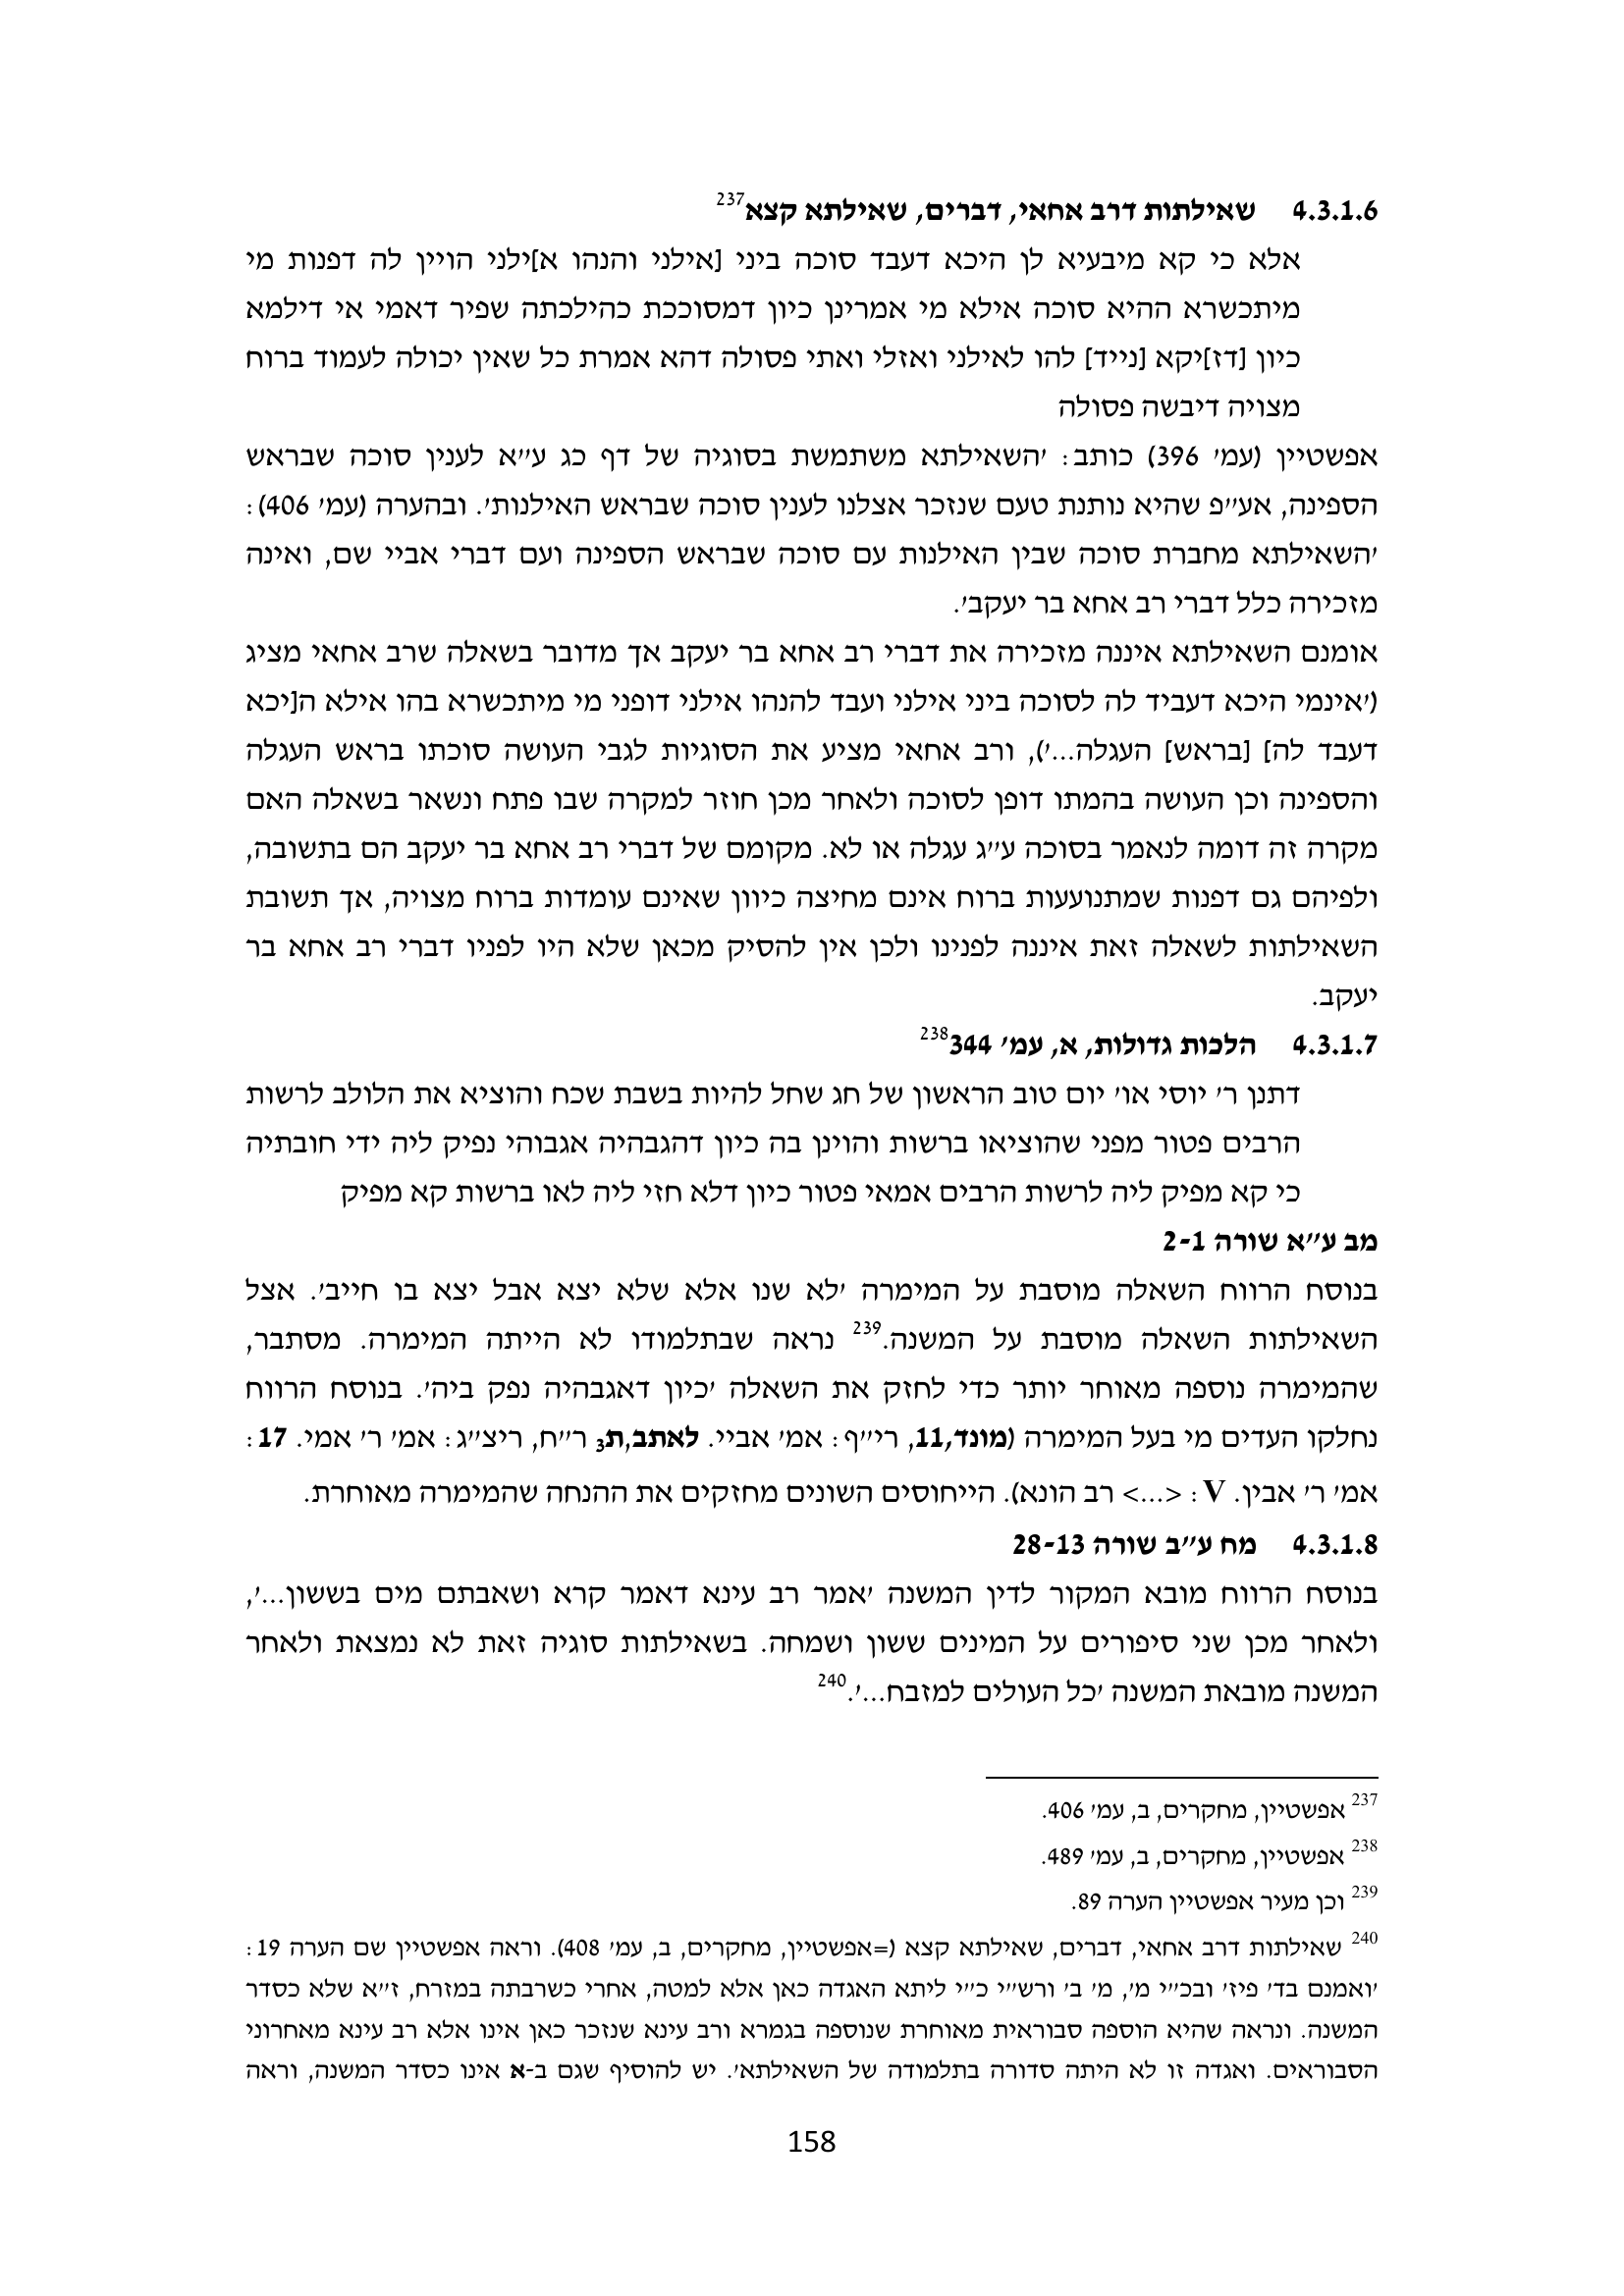 4.3.1.6 שאילתות דרב אחאי, דברים, שאילתא קצא237
אלא כי קא מיבעיא לן היכא דעבד סוכה ביני [אילני והנהו א]ילני הויין לה דפנות מי
מיתכשרא ההיא סוכה אילא מי אמרינן כיון דמסוככת כהילכתה שפיר דאמי אי דילמא
כיון [דז]יקא [נייד] להו לאילני ואזלי ואתי פסולה דהא אמרת כל שאין יכולה לעמוד ברוח
מצויה דיבשה פסולה
אפשטיין (עמ' 396) כותב: 'השאילתא משתמשת בסוגיה של דף כג ע"א לענין סוכה שבראש
הספינה, אע"פ שהיא נותנת טעם שנזכר אצלנו לענין סוכה שבראש האילנות'. ובהערה (עמ' 406):
'השאילתא מחברת סוכה שבין האילנות עם סוכה שבראש הספינה ועם דברי אביי שם, ואינה
מזכירה כלל דברי רב אחא בר יעקב'.
אומנם השאילתא איננה מזכירה את דברי רב אחא בר יעקב אך מדובר בשאלה שרב אחאי מציג
('אינמי היכא דעביד לה לסוכה ביני אילני ועבד להנהו אילני דופני מי מיתכשרא בהו אילא ה[יכא
דעבד לה] [בראש] העגלה...'), ורב אחאי מציע את הסוגיות לגבי העושה סוכתו בראש העגלה
והספינה וכן העושה בהמתו דופן לסוכה ולאחר מכן חוזר למקרה שבו פתח ונשאר בשאלה האם
מקרה זה דומה לנאמר בסוכה ע"ג עגלה או לא. מקומם של דברי רב אחא בר יעקב הם בתשובה,
ולפיהם גם דפנות שמתנועעות ברוח אינם מחיצה כיוון שאינם עומדות ברוח מצויה, אך תשובת
השאילתות לשאלה זאת איננה לפנינו ולכן אין להסיק מכאן שלא היו לפניו דברי רב אחא בר
יעקב.
4.3.1.7 הלכות גדולות, א, עמ' 344238
דתנן ר' יוסי או' יום טוב הראשון של חג שחל להיות בשבת שכח והוציא את הלולב לרשות
הרבים פטור מפני שהוציאו ברשות והוינן בה כיון דהגבהיה אגבוהי נפיק ליה ידי חובתיה
כי קא מפיק ליה לרשות הרבים אמאי פטור כיון דלא חזי ליה לאו ברשות קא מפיק
מב ע"א שורה 2-1
בנוסח הרווח השאלה מוסבת על המימרה 'לא שנו אלא שלא יצא אבל יצא בו חייב'. אצל
השאילתות השאלה מוסבת על המשנה.239 נראה שבתלמודו לא הייתה המימרה. מסתבר,
שהמימרה נוספה מאוחר יותר כדי לחזק את השאלה 'כיון דאגבהיה נפק ביה'. בנוסח הרווח
נחלקו העדים מי בעל המימרה (מונד,11, רי"ף: אמ' אביי. לאתב,ת3 ר"ח, ריצ"ג: אמ' ר' אמי. 17:
אמ' ר' אבין. V: <...> רב הונא). הייחוסים השונים מחזקים את ההנחה שהמימרה מאוחרת.
4.3.1.8 מח ע"ב שורה 28-13
בנוסח הרווח מובא המקור לדין המשנה 'אמר רב עינא דאמר קרא ושאבתם מים בששון...',
ולאחר מכן שני סיפורים על המינים ששון ושמחה. בשאילתות סוגיה זאת לא נמצאת ולאחר
המשנה מובאת המשנה 'כל העולים למזבח...'.240
237 אפשטיין, מחקרים, ב, עמ' 406.
238 אפשטיין, מחקרים, ב, עמ' 489.
239 וכן מעיר אפשטיין הערה 89.
240 שאילתות דרב אחאי, דברים, שאילתא קצא (=אפשטיין, מחקרים, ב, עמ' 408). וראה אפשטיין שם הערה 19:
'ואמנם בד' פיז' ובכ"י מ', מ' ב' ורש"י כ"י ליתא האגדה כאן אלא למטה, אחרי כשרבתה במזרח, ז"א שלא כסדר
המשנה. ונראה שהיא הוספה סבוראית מאוחרת שנוספה בגמרא ורב עינא שנזכר כאן אינו אלא רב עינא מאחרוני
הסבוראים. ואגדה זו לא היתה סדורה בתלמודה של השאילתא'. יש להוסיף שגם ב-א אינו כסדר המשנה, וראה
158